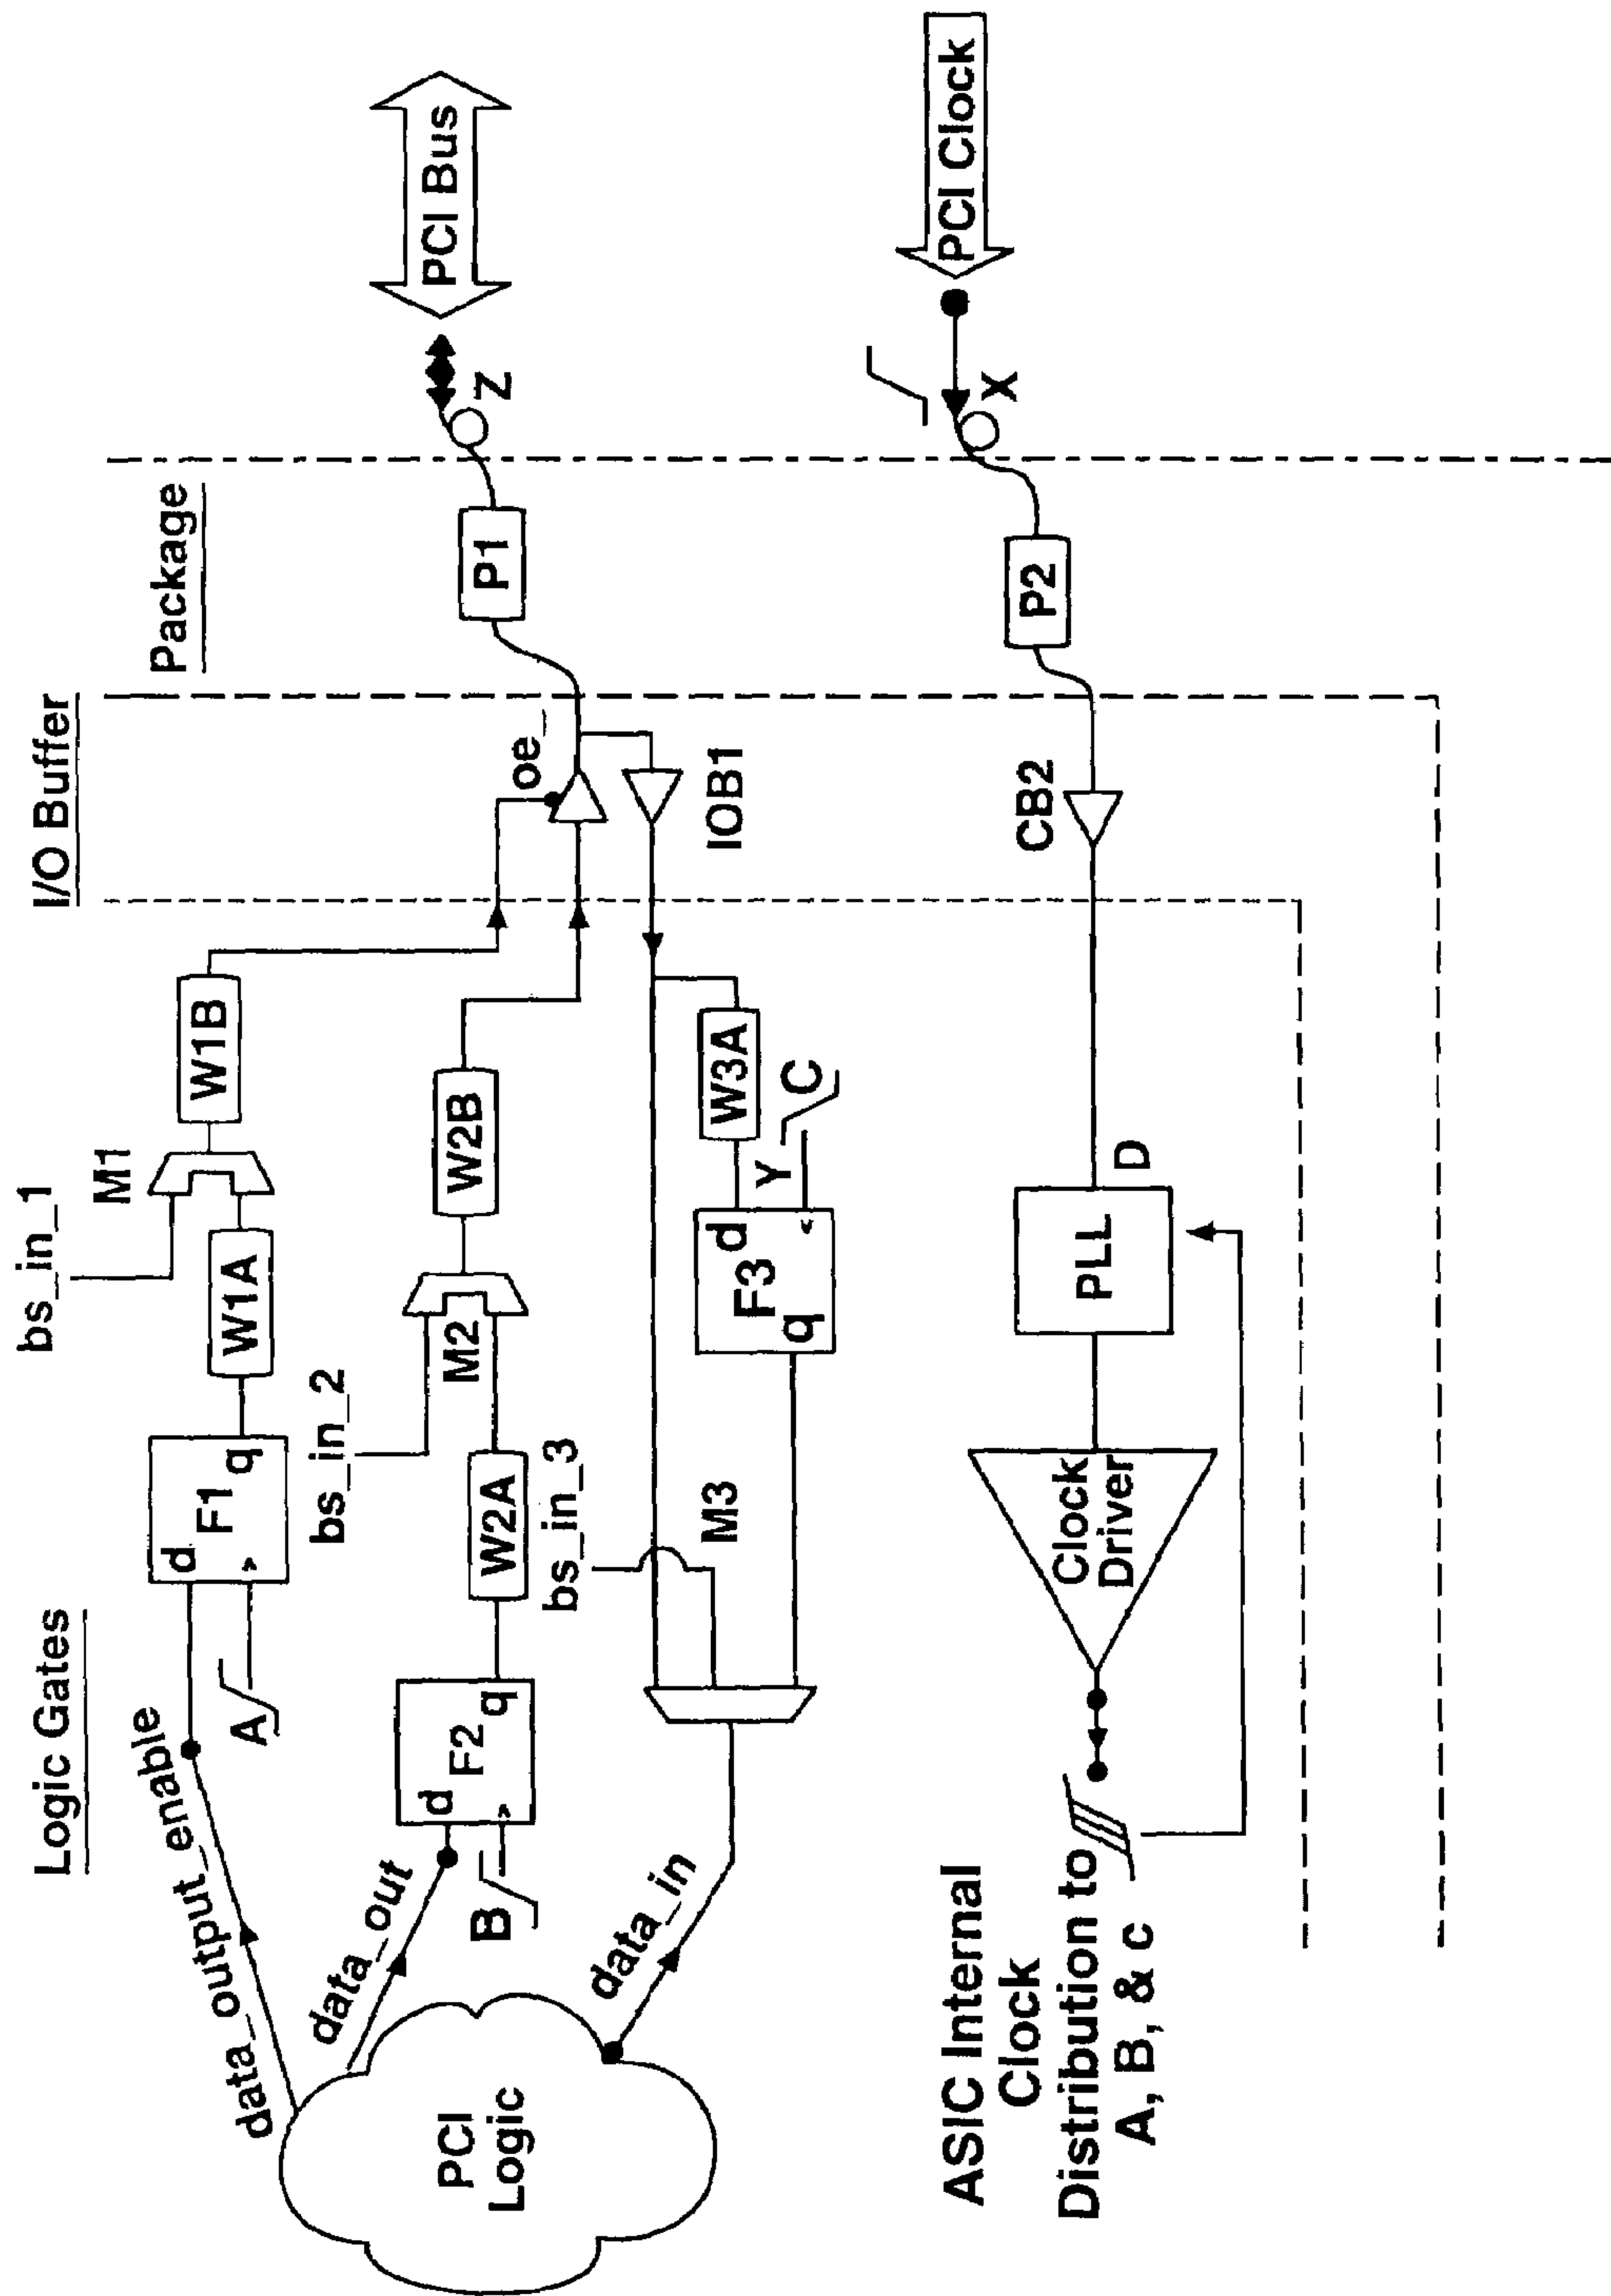 Logic Gates
I/O Buffer
Package
bs_in_1
M1
data_output_enable
d
F1
q
W1A
W1B
A
bs_in_2
M2
oe_
P1
Z
PCI Bus
data_out
d
F2
q
W2A
W2B
B
bs_in_3
IOB1
PCI
Logic
data_in
M3
d
F3
q
Y
C
W3A
X
PCI Clock
ASIC Internal
Clock
Distribution to
A, B, & c
Clock
Driver
PLL
D
CB2
P2